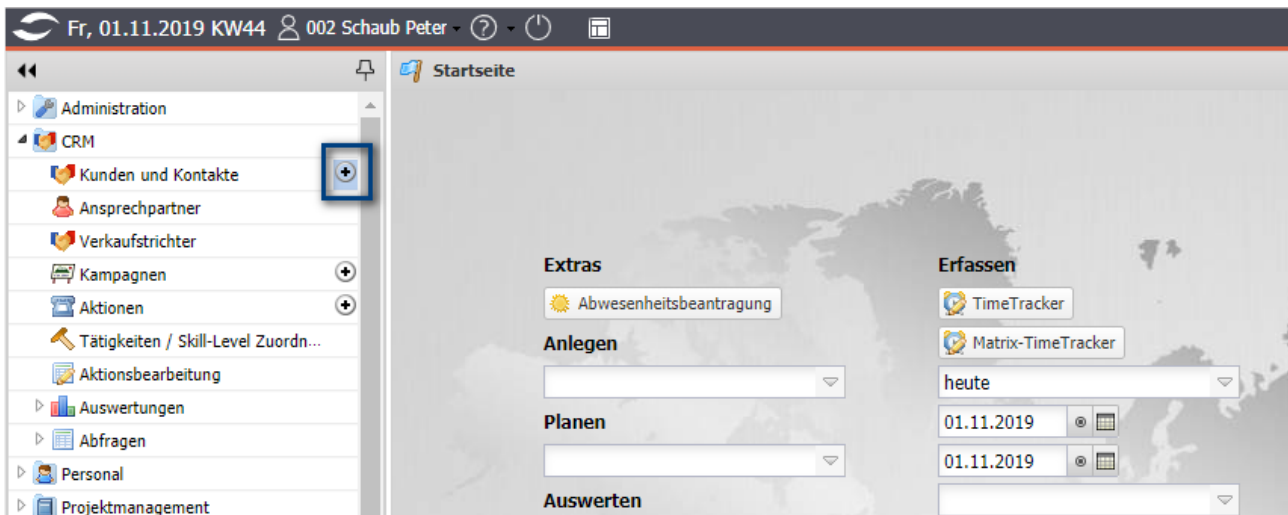 Fr, 01.11.2019 KW44 002 Schaub Peter
Startseite
Administration
CRM
Kunden und Kontakte
Ansprechpartner
Verkaufstrichter
Kampagnen
Aktionen
Tätigkeiten / Skill-Level Zuordn...
Aktionsbearbeitung
Auswertungen
Abfragen
Personal
Projektmanagement
Extras
Abwesenheitsbeantragung
Anlegen
Planen
Auswerten
Erfassen
TimeTracker
Matrix-TimeTracker
heute
01.11.2019
01.11.2019